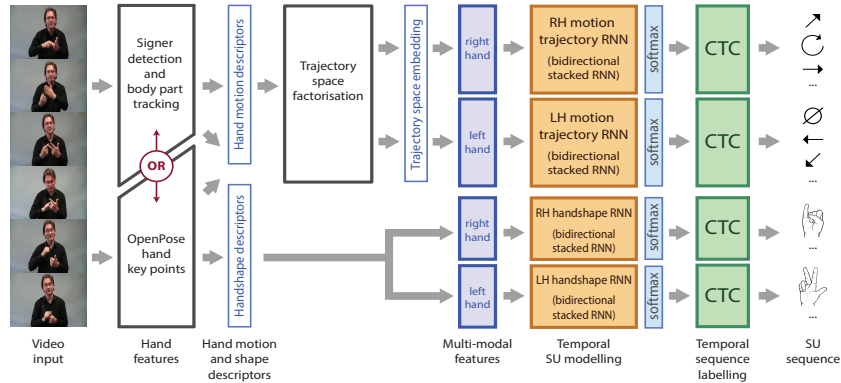 Signer
detection
and
body part
tracking
OR
OpenPose
hand
key points
Hand motion descriptors
Handshape descriptors
Trajectory
space
factorisation
Trajectory space embedding
right
hand
left
hand
right
hand
left
hand
RH motion
trajectory RNN
(bidirectional
stacked RNN)
LH motion
trajectory RNN
(bidirectional
stacked RNN)
RH handshape RNN
(bidirectional
stacked RNN)
LH handshape RNN
(bidirectional
stacked RNN)
softmax
softmax
softmax
softmax
CTC
CTC
CTC
CTC
...
...
...
...
Video
input
Hand
features
Hand motion
and shape
descriptors
Multi-modal
features
Temporal
SU modelling
Temporal
sequence
labelling
SU
sequence